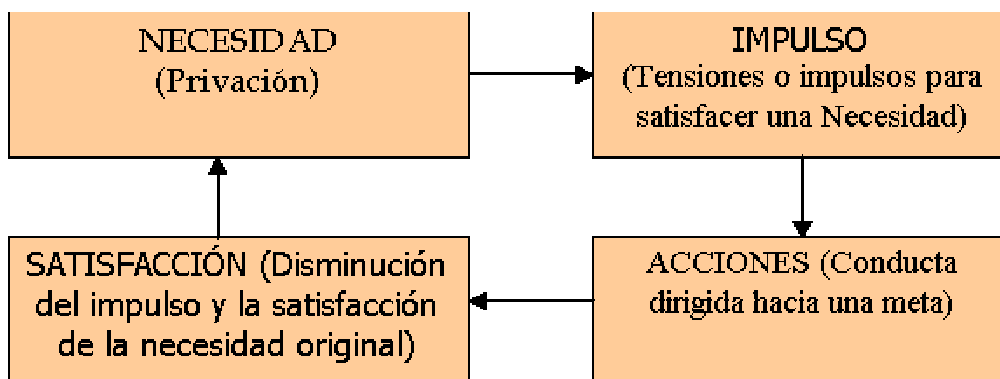 NECESIDAD
(Privación)
IMPULSO
(Tensiones o impulsos para
satisfacer una Necesidad)
SATISFACCIÓN (Disminución
del impulso y la satisfacción
de la necesidad original)
ACCIONES (Conducta
dirigida hacia una meta)